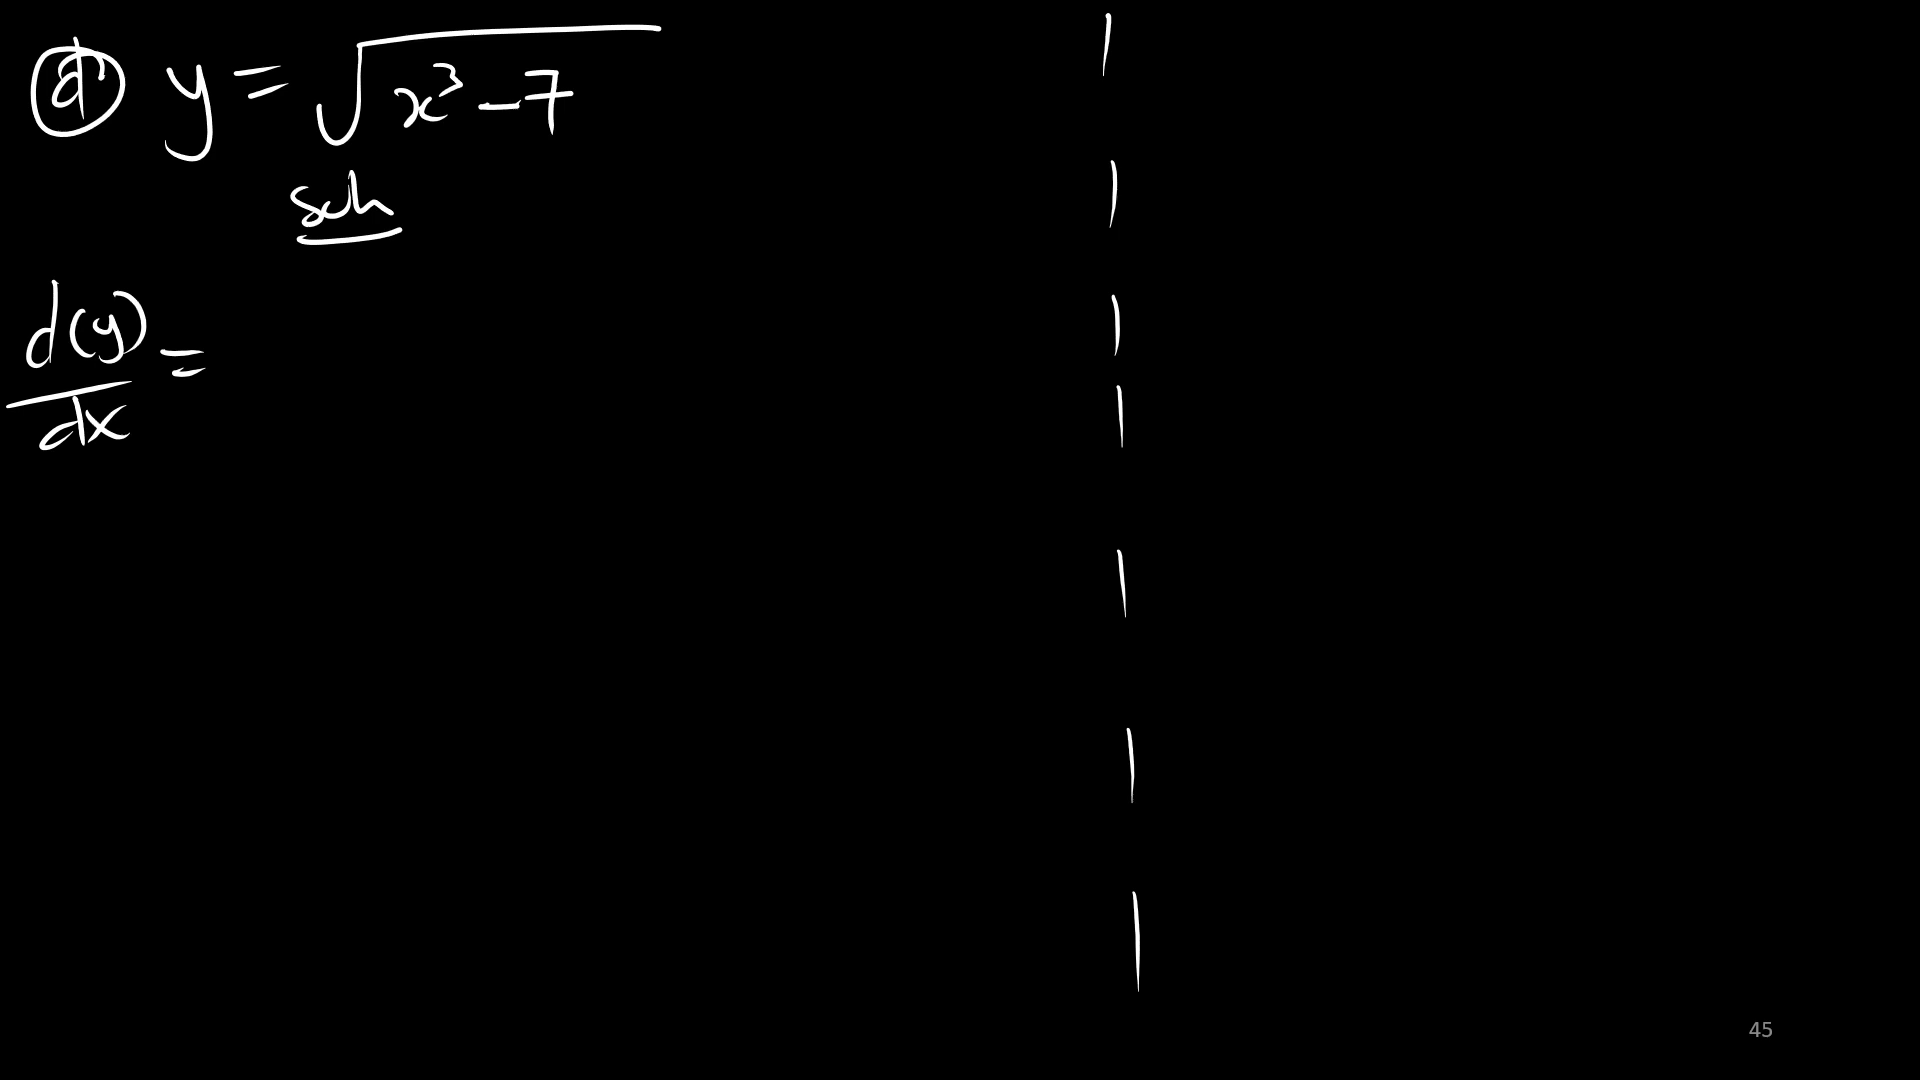 ⓓ y = √(x³ - 7)
soln
d(y)/dx =
45